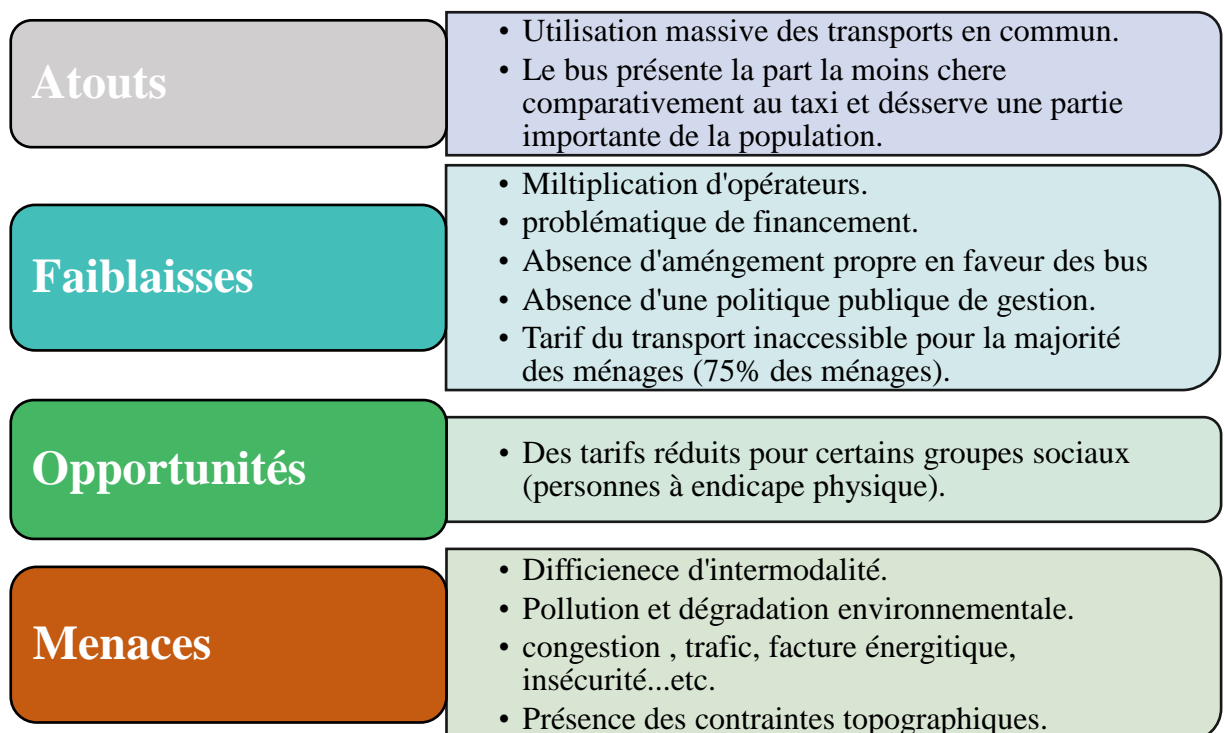 Atouts
• Utilisation massive des transports en commun.
• Le bus présente la part la moins chere
comparativement au taxi et désserve une partie
importante de la population.
Faiblaisses
• Miltiplication d'opérateurs.
• problématique de financement.
• Absence d'améngement propre en faveur des bus
• Absence d'une politique publique de gestion.
• Tarif du transport inaccessible pour la majorité
des ménages (75% des ménages).
Opportunités
• Des tarifs réduits pour certains groupes sociaux
(personnes à endicape physique).
Menaces
• Difficienece d'intermodalité.
• Pollution et dégradation environnementale.
• congestion , trafic, facture énergitique,
insécurité...etc.
• Présence des contraintes topographiques.